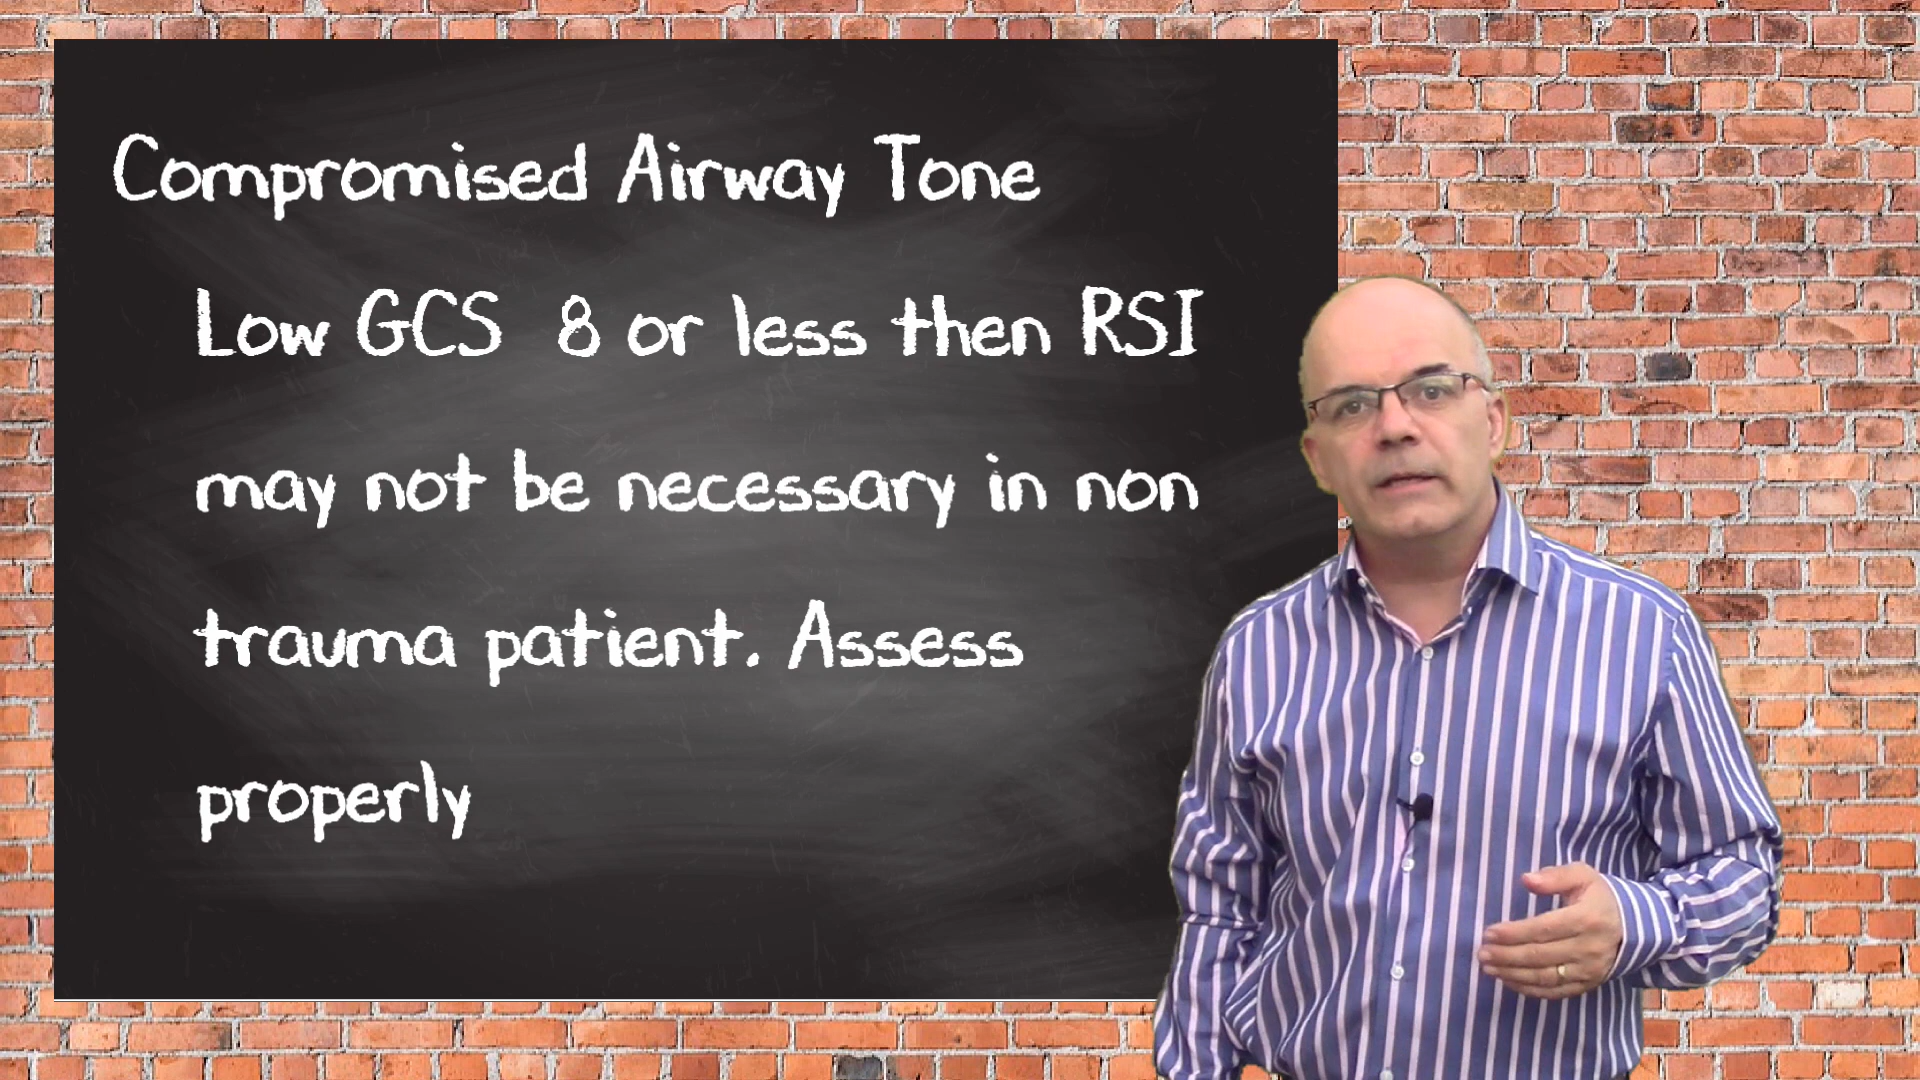 Compromised Airway Tone
Low GCS 8 or less then RSI
may not be necessary in non
trauma patient. Assess
properly